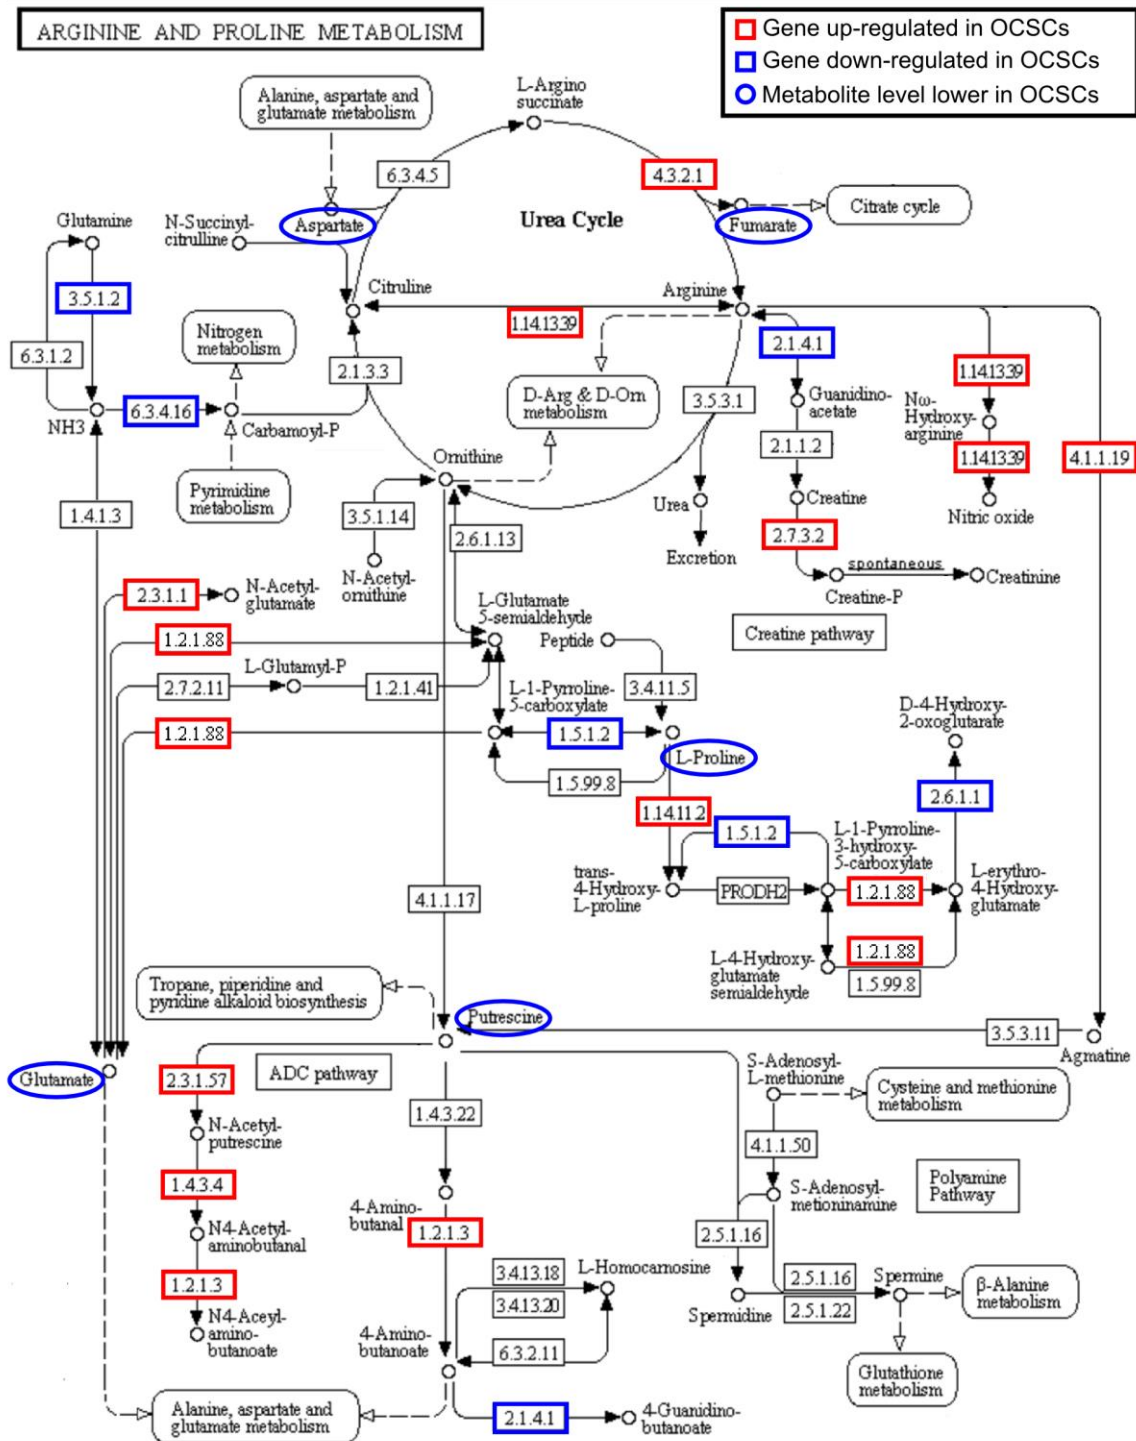 ARGININE AND PROLINE METABOLISM
Gene up-regulated in OCSCs
Gene down-regulated in OCSCs
Metabolite level lower in OCSCs
Alanine, aspartate and
glutamate metabolism
L-Argino
succinate
6.3.4.5
4.3.2.1
Glutamine
N-Succinyl-
citrulline
Aspartate
Urea Cycle
Fumarate
Citrate cycle
3.5.1.2
Citruline
Arginine
1.14.13.39
6.3.1.2
Nitrogen
metabolism
2.1.3.3
2.1.4.1
D-Arg & D-Orn
metabolism
3.5.3.1
Guanidino-
acetate
1.14.13.39
Nω-
Hydroxy-
arginine
NH3
6.3.4.16
Carbamoyl-P
2.1.1.2
1.14.13.39
4.1.1.19
Ornithine
Pyrimidine
metabolism
Urea
Creatine
Nitric oxide
1.4.1.3
3.5.1.14
2.6.1.13
2.7.3.2
Excretion
N-Acetyl-
ornithine
spontaneous
Creatine-P
Creatinine
2.3.1.1
N-Acetyl-
glutamate
L-Glutamate
5-semialdehyde
Peptide
Creatine pathway
1.2.1.88
L-Glutamyl-P
2.7.2.11
1.2.1.41
3.4.11.5
L-1-Pyrroline-
5-carboxylate
D-4-Hydroxy-
2-oxoglutarate
1.2.1.88
1.5.1.2
L-Proline
1.5.99.8
2.6.1.1
1.14.11.2
1.5.1.2
L-1-Pyrroline-
3-hydroxy-
5-carboxylate
trans-
4-Hydroxy-
L-proline
PRODH2
1.2.1.88
L-erythro-
4-Hydroxy-
glutamate
4.1.1.17
L-4-Hydroxy-
glutamate
semialdehyde
1.2.1.88
1.5.99.8
Tropane, piperidine and
pyridine alkaloid biosynthesis
Putrescine
3.5.3.11
Agmatine
Glutamate
2.3.1.57
ADC pathway
S-Adenosyl-
L-methionine
Cysteine and methionine
metabolism
1.4.3.22
N-Acetyl-
putrescine
4.1.1.50
1.4.3.4
4-Amino-
butanal
S-Adenosyl-
metioninamine
Polyamine
Pathway
N4-Acetyl-
aminobutanal
1.2.1.3
2.5.1.16
1.2.1.3
3.4.13.18
3.4.13.20
L-Homocarnosine
2.5.1.16
2.5.1.22
Spermidine
Spermine
β-Alanine
metabolism
N4-Aceyl-
amino-
butanoate
4-Amino-
butanoate
6.3.2.11
Glutathione
metabolism
Alanine, aspartate and
glutamate metabolism
2.1.4.1
4-Guanidino-
butanoate